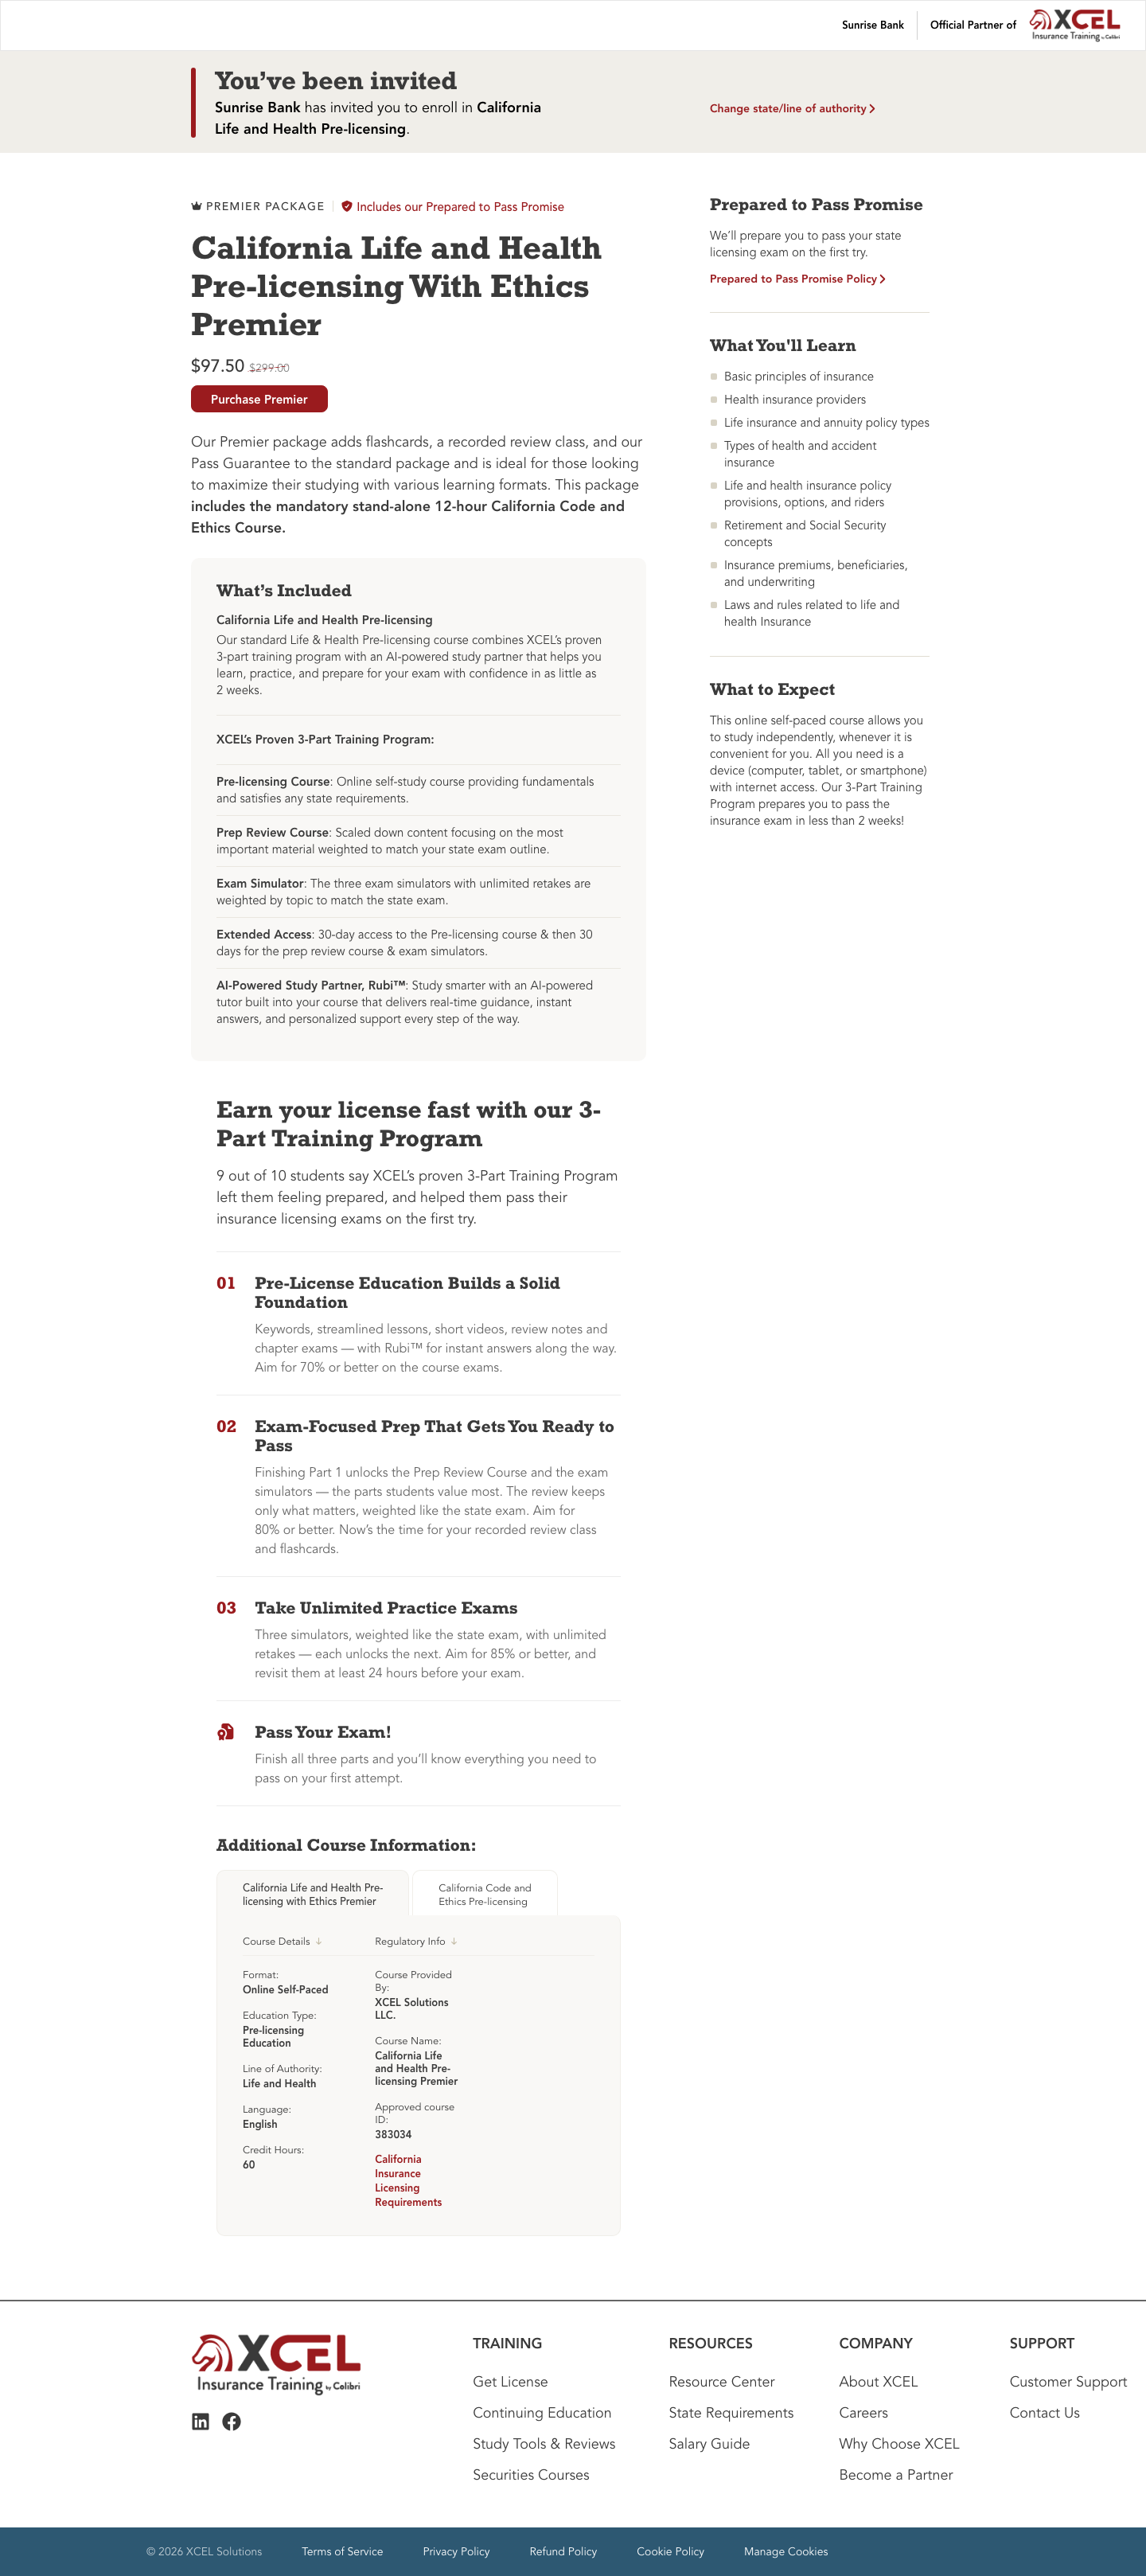 Sunrise Bank
Official Partner of
XCEL
Insurance Training by Colibri
You’ve been invited
Sunrise Bank has invited you to enroll in California
Life and Health Pre-licensing.
Change state/line of authority
PREMIER PACKAGE
Includes our Prepared to Pass Promise
California Life and Health
Pre-licensing With Ethics
Premier
$97.50 $299.00
Purchase Premier
Our Premier package adds flashcards, a recorded review class, and our
Pass Guarantee to the standard package and is ideal for those looking
to maximize their studying with various learning formats. This package
includes the mandatory stand-alone 12-hour California Code and
Ethics Course.
What’s Included
California Life and Health Pre-licensing
Our standard Life & Health Pre-licensing course combines XCEL’s proven
3-part training program with an AI-powered study partner that helps you
learn, practice, and prepare for your exam with confidence in as little as
2 weeks.
XCEL’s Proven 3-Part Training Program:
Pre-licensing Course: Online self-study course providing fundamentals
and satisfies any state requirements.
Prep Review Course: Scaled down content focusing on the most
important material weighted to match your state exam outline.
Exam Simulator: The three exam simulators with unlimited retakes are
weighted by topic to match the state exam.
Extended Access: 30-day access to the Pre-licensing course & then 30
days for the prep review course & exam simulators.
AI-Powered Study Partner, Rubi™: Study smarter with an AI-powered
tutor built into your course that delivers real-time guidance, instant
answers, and personalized support every step of the way.
Prepared to Pass Promise
We’ll prepare you to pass your state
licensing exam on the first try.
Prepared to Pass Promise Policy
What You'll Learn
Basic principles of insurance
Health insurance providers
Life insurance and annuity policy types
Types of health and accident
insurance
Life and health insurance policy
provisions, options, and riders
Retirement and Social Security
concepts
Insurance premiums, beneficiaries,
and underwriting
Laws and rules related to life and
health Insurance
What to Expect
This online self-paced course allows you
to study independently, whenever it is
convenient for you. All you need is a
device (computer, tablet, or smartphone)
with internet access. Our 3-Part Training
Program prepares you to pass the
insurance exam in less than 2 weeks!
Earn your license fast with our 3-
Part Training Program
9 out of 10 students say XCEL’s proven 3-Part Training Program
left them feeling prepared, and helped them pass their
insurance licensing exams on the first try.
01
Pre-License Education Builds a Solid
Foundation
Keywords, streamlined lessons, short videos, review notes and
chapter exams — with Rubi™ for instant answers along the way.
Aim for 70% or better on the course exams.
02
Exam-Focused Prep That Gets You Ready to
Pass
Finishing Part 1 unlocks the Prep Review Course and the exam
simulators — the parts students value most. The review keeps
only what matters, weighted like the state exam. Aim for
80% or better. Now’s the time for your recorded review class
and flashcards.
03
Take Unlimited Practice Exams
Three simulators, weighted like the state exam, with unlimited
retakes — each unlocks the next. Aim for 85% or better, and
revisit them at least 24 hours before your exam.
Pass Your Exam!
Finish all three parts and you’ll know everything you need to
pass on your first attempt.
Additional Course Information:
California Life and Health Pre-
licensing with Ethics Premier
California Code and
Ethics Pre-licensing
Course Details ↓
Format:
Online Self-Paced
Education Type:
Pre-licensing
Education
Line of Authority:
Life and Health
Language:
English
Credit Hours:
60
Regulatory Info ↓
Course Provided
By:
XCEL Solutions
LLC.
Course Name:
California Life
and Health Pre-
licensing Premier
Approved course
ID:
383034
California
Insurance
Licensing
Requirements
XCEL
Insurance Training by Colibri
TRAINING
Get License
Continuing Education
Study Tools & Reviews
Securities Courses
RESOURCES
Resource Center
State Requirements
Salary Guide
COMPANY
About XCEL
Careers
Why Choose XCEL
Become a Partner
SUPPORT
Customer Support
Contact Us
© 2026 XCEL Solutions
Terms of Service
Privacy Policy
Refund Policy
Cookie Policy
Manage Cookies